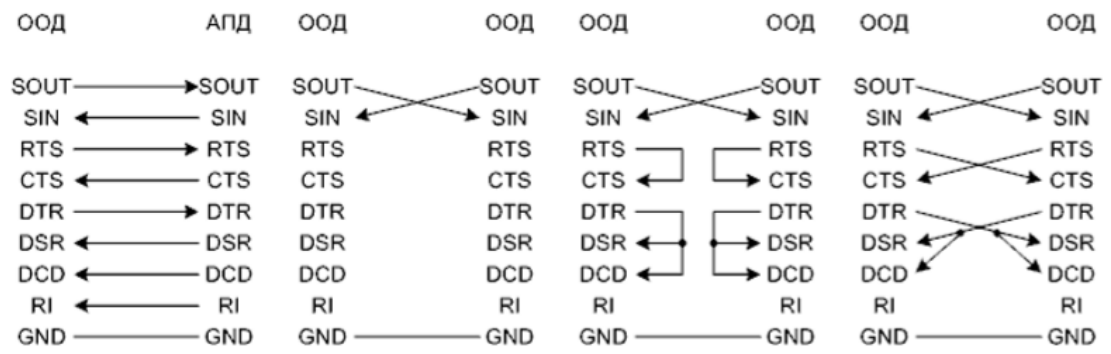 ООД АПД ООД ООД ООД ООД ООД ООД
SOUT SOUT SOUT SOUT SOUT SOUT SOUT SOUT
SIN SIN SIN SIN SIN SIN SIN SIN
RTS RTS RTS RTS RTS RTS RTS RTS
CTS CTS CTS CTS CTS CTS CTS CTS
DTR DTR DTR DTR DTR DTR DTR DTR
DSR DSR DSR DSR DSR DSR DSR DSR
DCD DCD DCD DCD DCD DCD DCD DCD
RI RI RI RI RI RI RI RI
GND GND GND GND GND GND GND GND